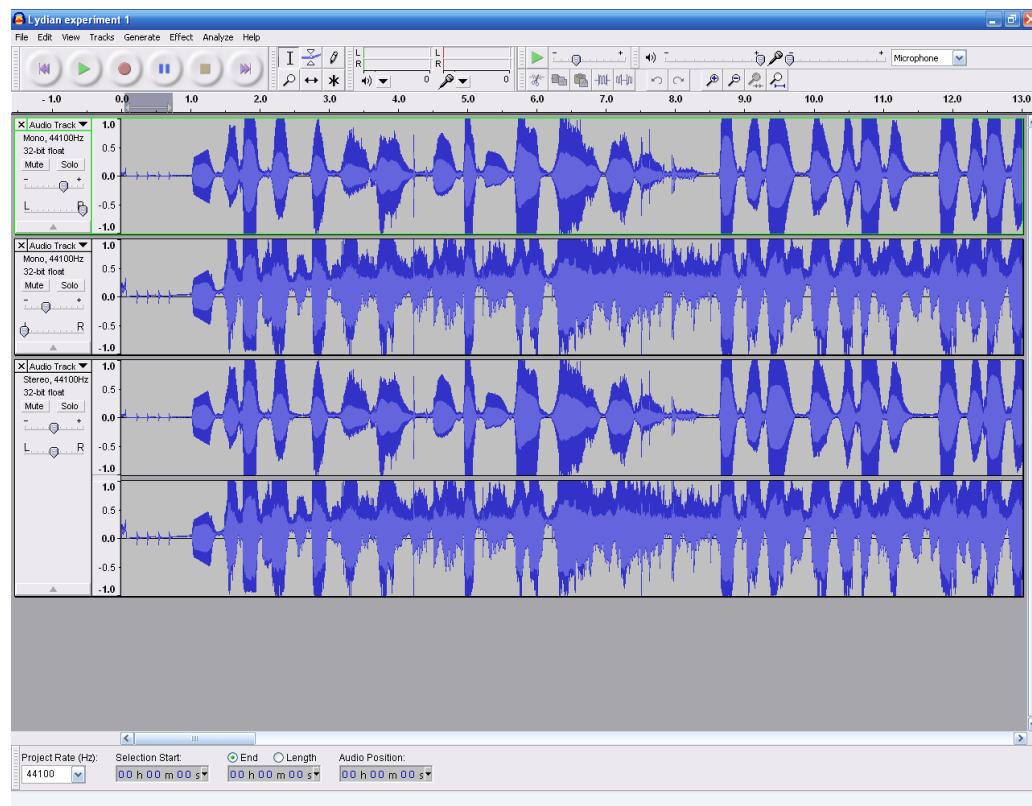 Lydian experiment 1
File Edit View Tracks Generate Effect Analyze Help
L
R
L
R
0
0
- +
- +
Microphone
- 1.0 0.0 1.0 2.0 3.0 4.0 5.0 6.0 7.0 8.0 9.0 10.0 11.0 12.0 13.0
X Audio Track
Mono, 44100Hz
32-bit float
Mute Solo
- +
L R
1.0
0.5
0.0
-0.5
-1.0
X Audio Track
Mono, 44100Hz
32-bit float
Mute Solo
- +
R
1.0
0.5
0.0
-0.5
-1.0
X Audio Track
Stereo, 44100Hz
32-bit float
Mute Solo
- +
L R
1.0
0.5
0.0
-0.5
-1.0
1.0
0.5
0.0
-0.5
-1.0
Project Rate (Hz): Selection Start: End Length Audio Position:
44100 00 h 00 m 00 s 00 h 00 m 00 s 00 h 00 m 00 s